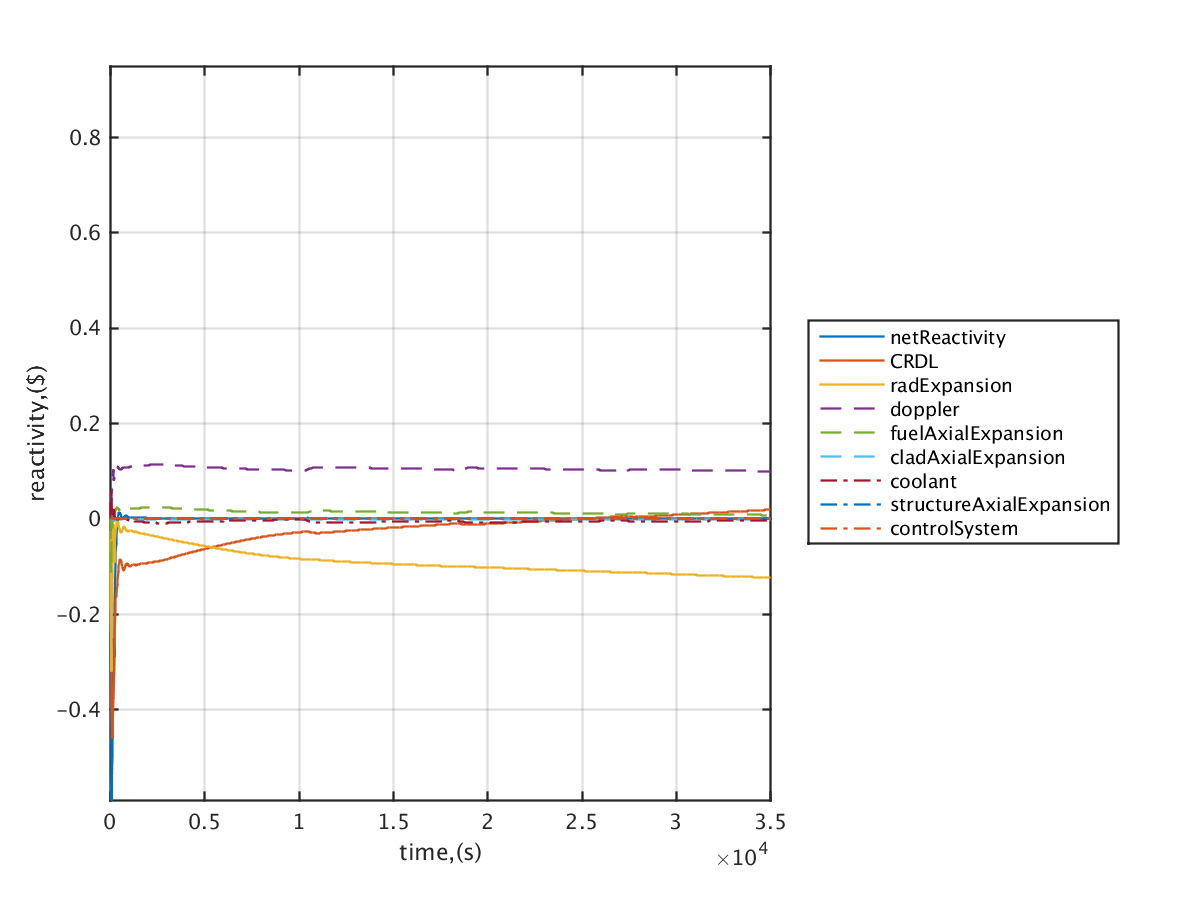 0.8
0.6
0.4
0.2
0
−0.2
−0.4
reactivity,($)
0 0.5 1 1.5 2 2.5 3 3.5
time,(s)
×10^4
netReactivity
CRDL
radExpansion
doppler
fuelAxialExpansion
cladAxialExpansion
coolant
structureAxialExpansion
controlSystem